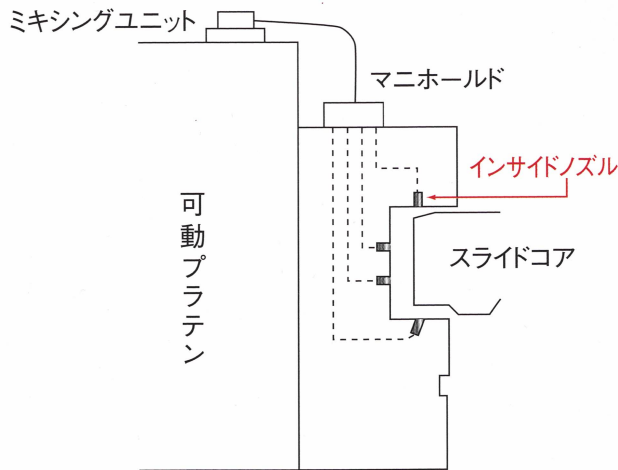 ミキシングユニット
マニホールド
インサイドノズル
スライドコア
可動プラテン